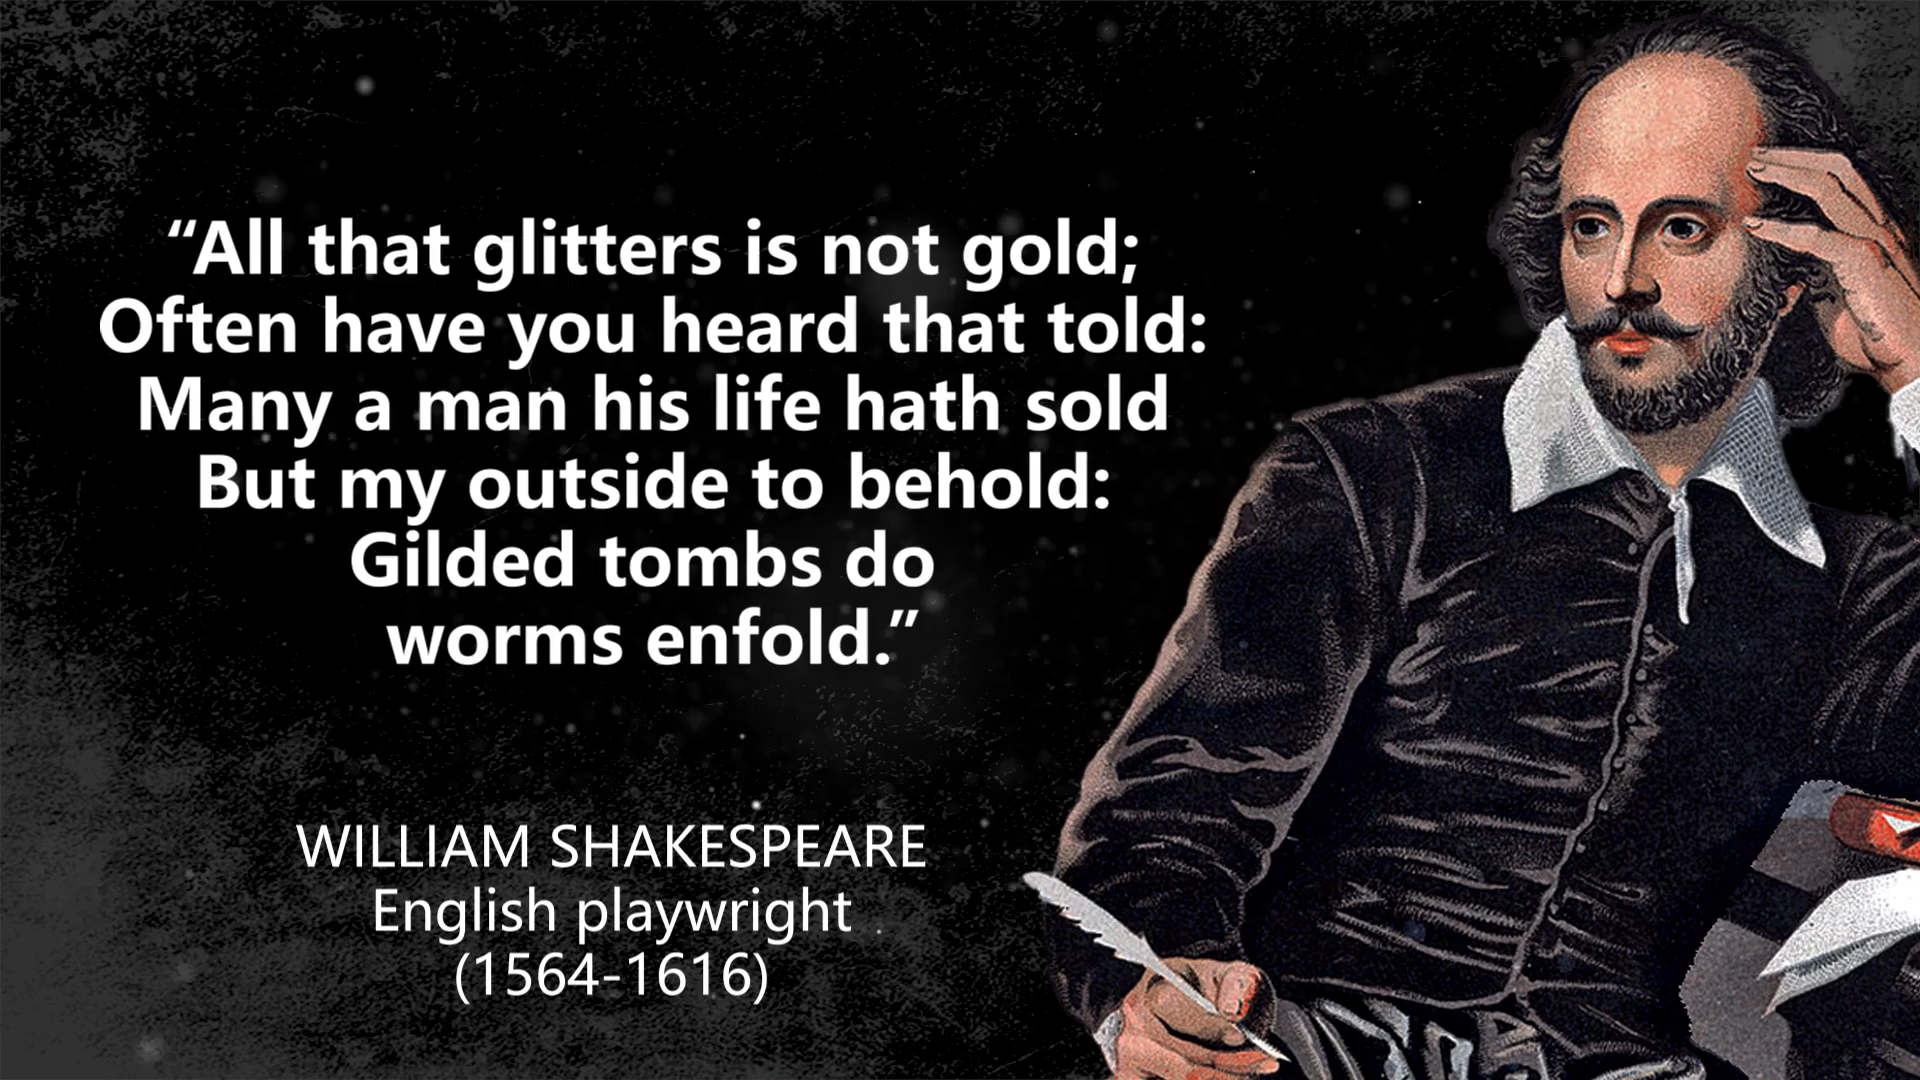 “All that glitters is not gold;
Often have you heard that told:
Many a man his life hath sold
But my outside to behold:
Gilded tombs do
worms enfold.”
WILLIAM SHAKESPEARE
English playwright
(1564-1616)